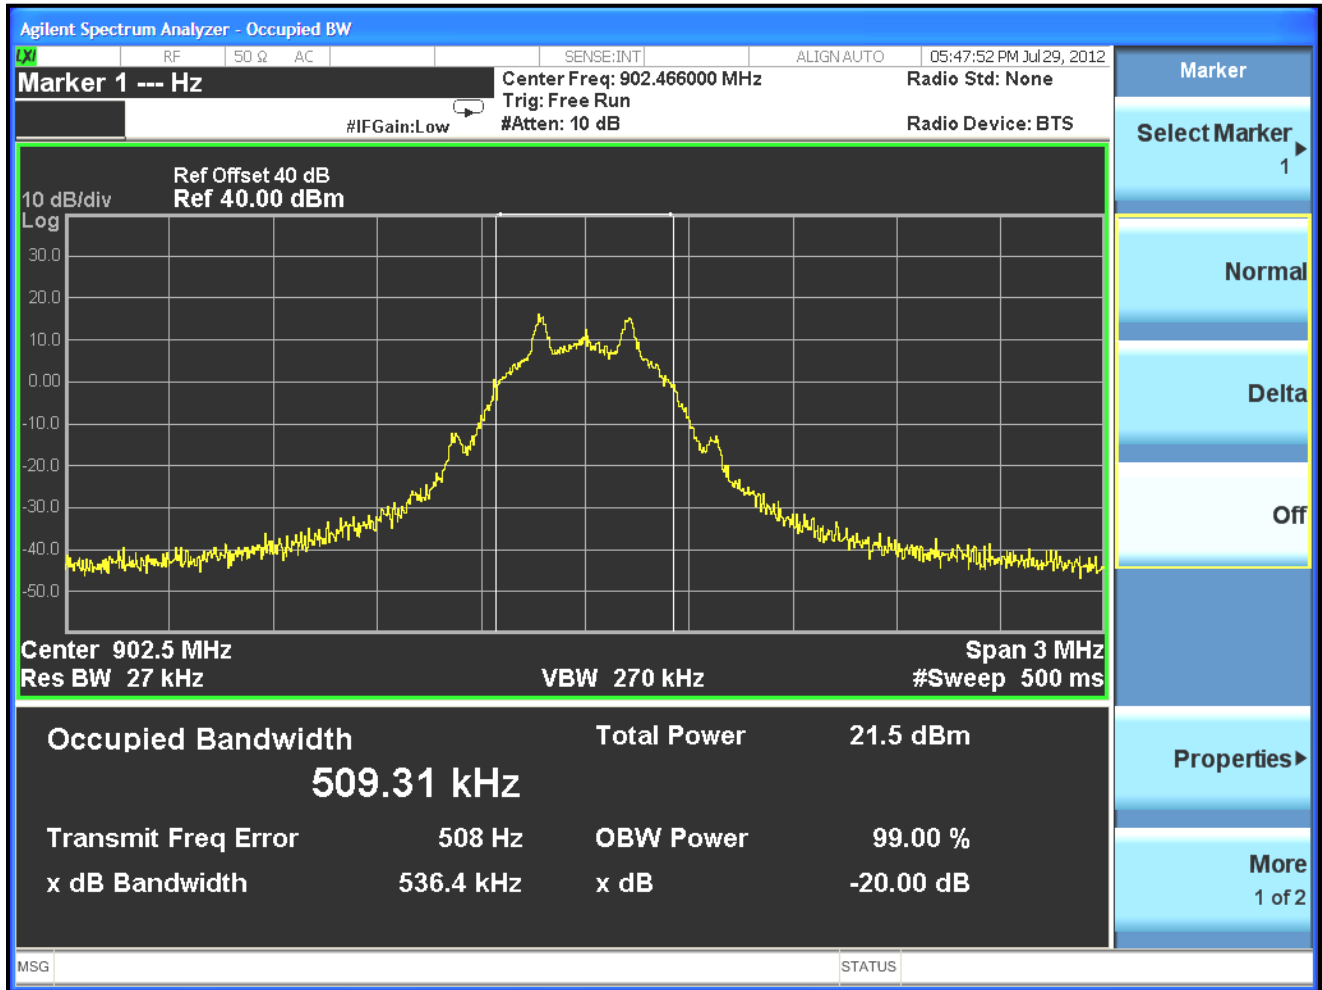 Agilent Spectrum Analyzer - Occupied BW
LXI RF 50 Ω AC SENSE:INT ALIGN AUTO 05:47:52 PM Jul 29, 2012
Marker 1 --- Hz
Center Freq: 902.466000 MHz
Radio Std: None
Trig: Free Run
#IFGain:Low
#Atten: 10 dB
Radio Device: BTS
Ref Offset 40 dB
10 dB/div Ref 40.00 dBm
Log
30.0
20.0
10.0
0.00
-10.0
-20.0
-30.0
-40.0
-50.0
Center 902.5 MHz Span 3 MHz
Res BW 27 kHz VBW 270 kHz #Sweep 500 ms
Occupied Bandwidth Total Power 21.5 dBm
509.31 kHz
Transmit Freq Error 508 Hz OBW Power 99.00 %
x dB Bandwidth 536.4 kHz x dB -20.00 dB
MSG STATUS
Marker
Select Marker
1
Normal
Delta
Off
Properties
More
1 of 2